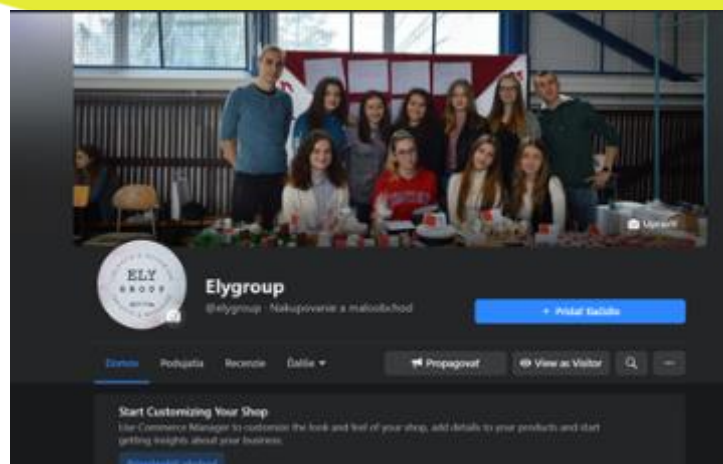 Upraviť
ELY
GROUP
Elygroup
@elygroup · Nakupovanie a maloobchod
+ Pridať tlačidlo
Domov Podujatia Recenzie Ďalšie
Propagovať
View as Visitor
Start Customizing Your Shop
Use Commerce Manager to customize the look and feel of your shop, add details to your products and start
getting insights about your business.